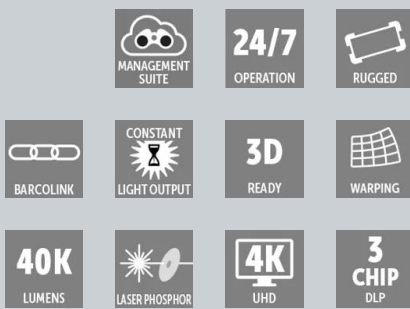 MANAGEMENT
SUITE
24/7
OPERATION
RUGGED
BARCOLINK
CONSTANT
LIGHT OUTPUT
3D
READY
WARPING
40K
LUMENS
LASER PHOSPHOR
4K
UHD
3
CHIP
DLP